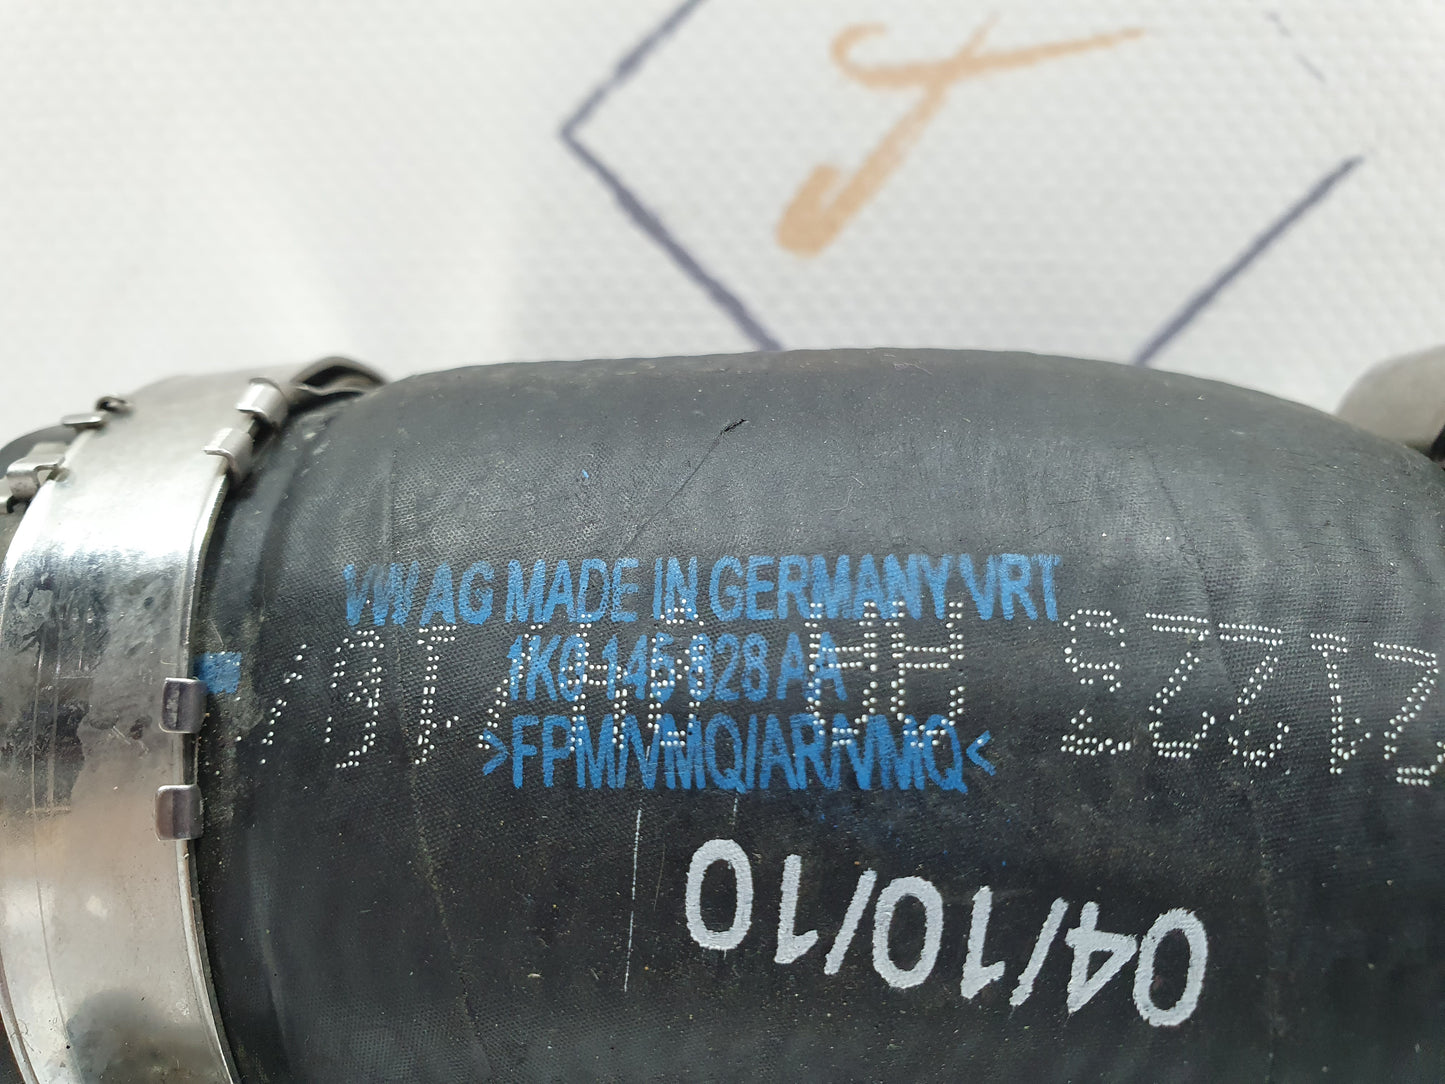 VW AG MADE IN GERMANY VRT
1K0 145 828 AA
>FPM/VMQ/AR/VMQ<
04/10/10